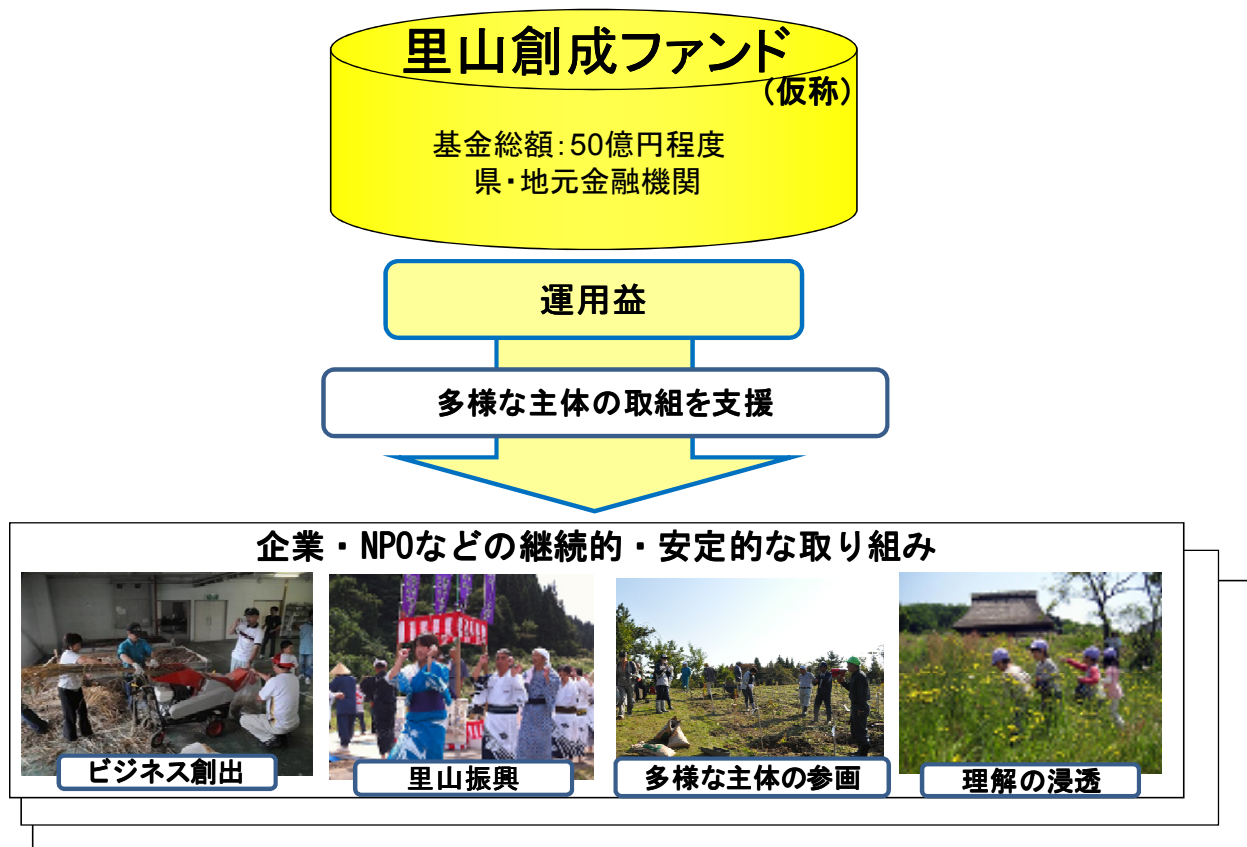 里山創成ファンド
（仮称）
基金総額：50億円程度
県・地元金融機関
運用益
多様な主体の取組を支援
企業・NPOなどの継続的・安定的な取り組み
ビジネス創出
里山振興
多様な主体の参画
理解の浸透